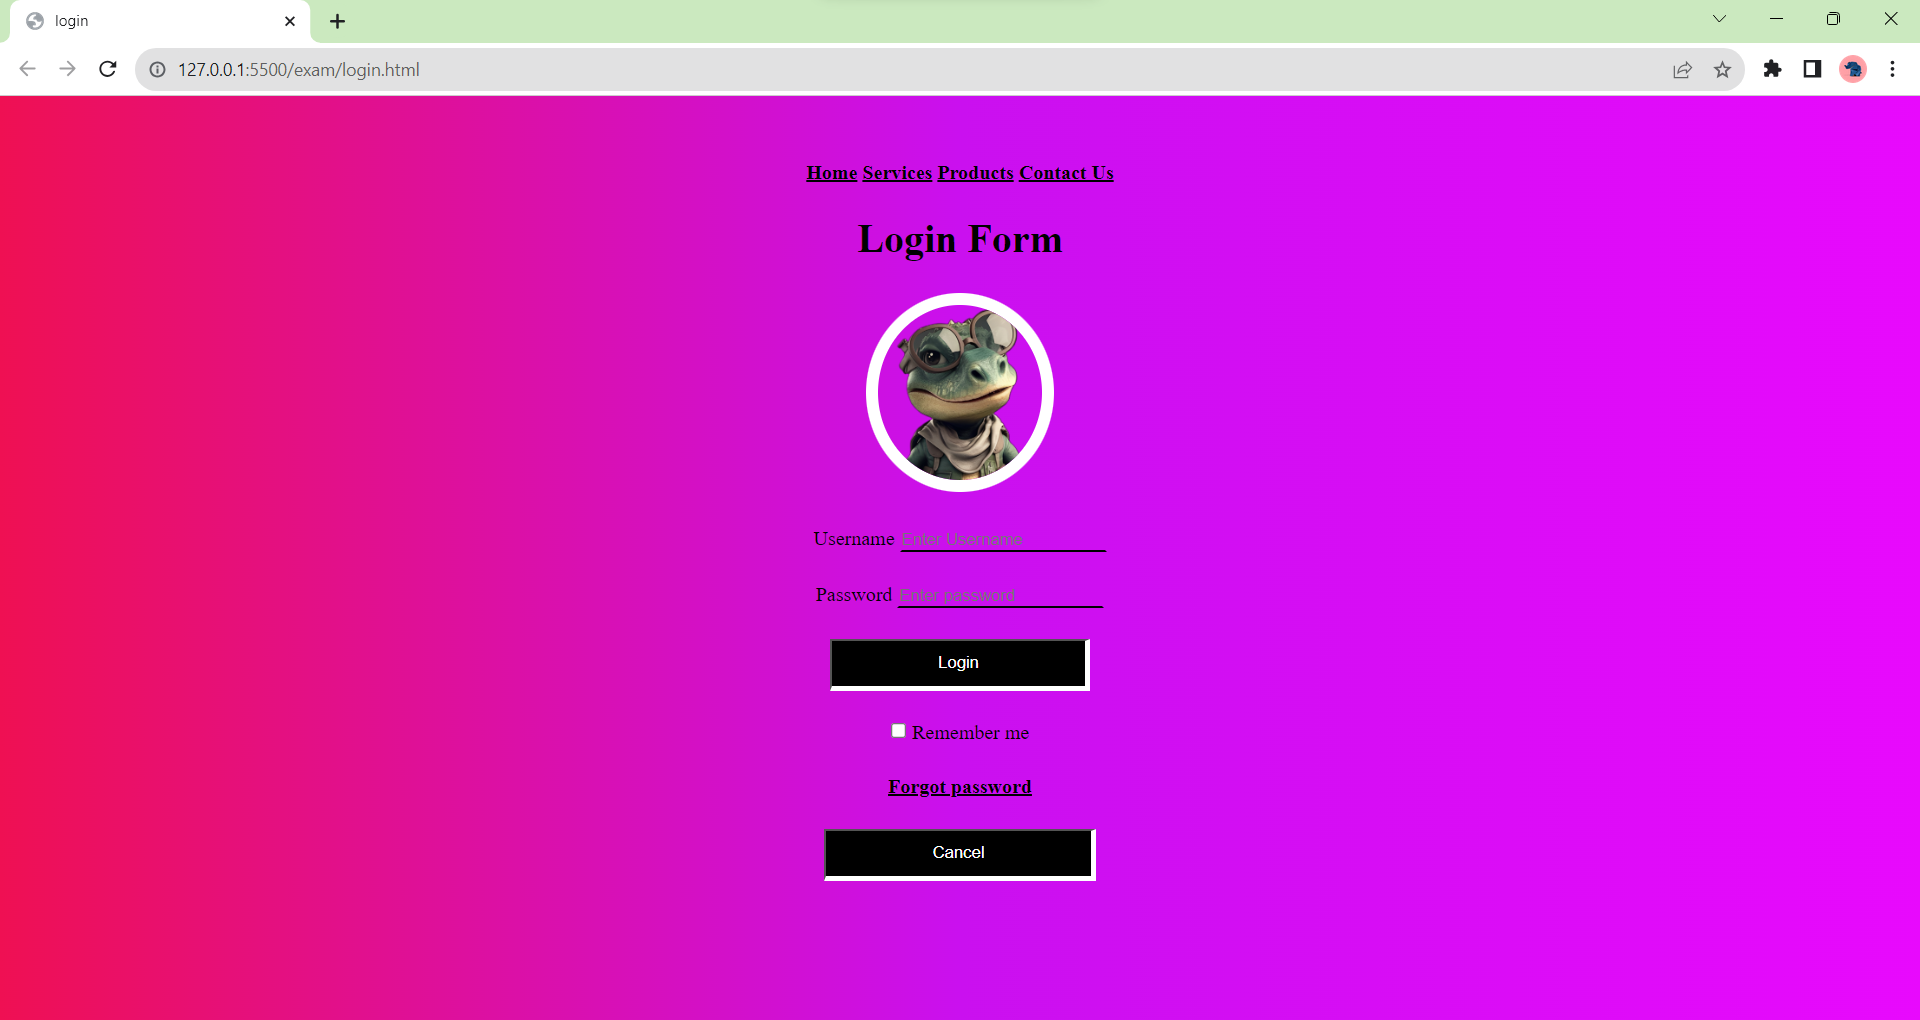 login
127.0.0.1:5500/exam/login.html
Home Services Products Contact Us
Login Form
Username Enter Username
Password Enter password
Login
Remember me
Forgot password
Cancel